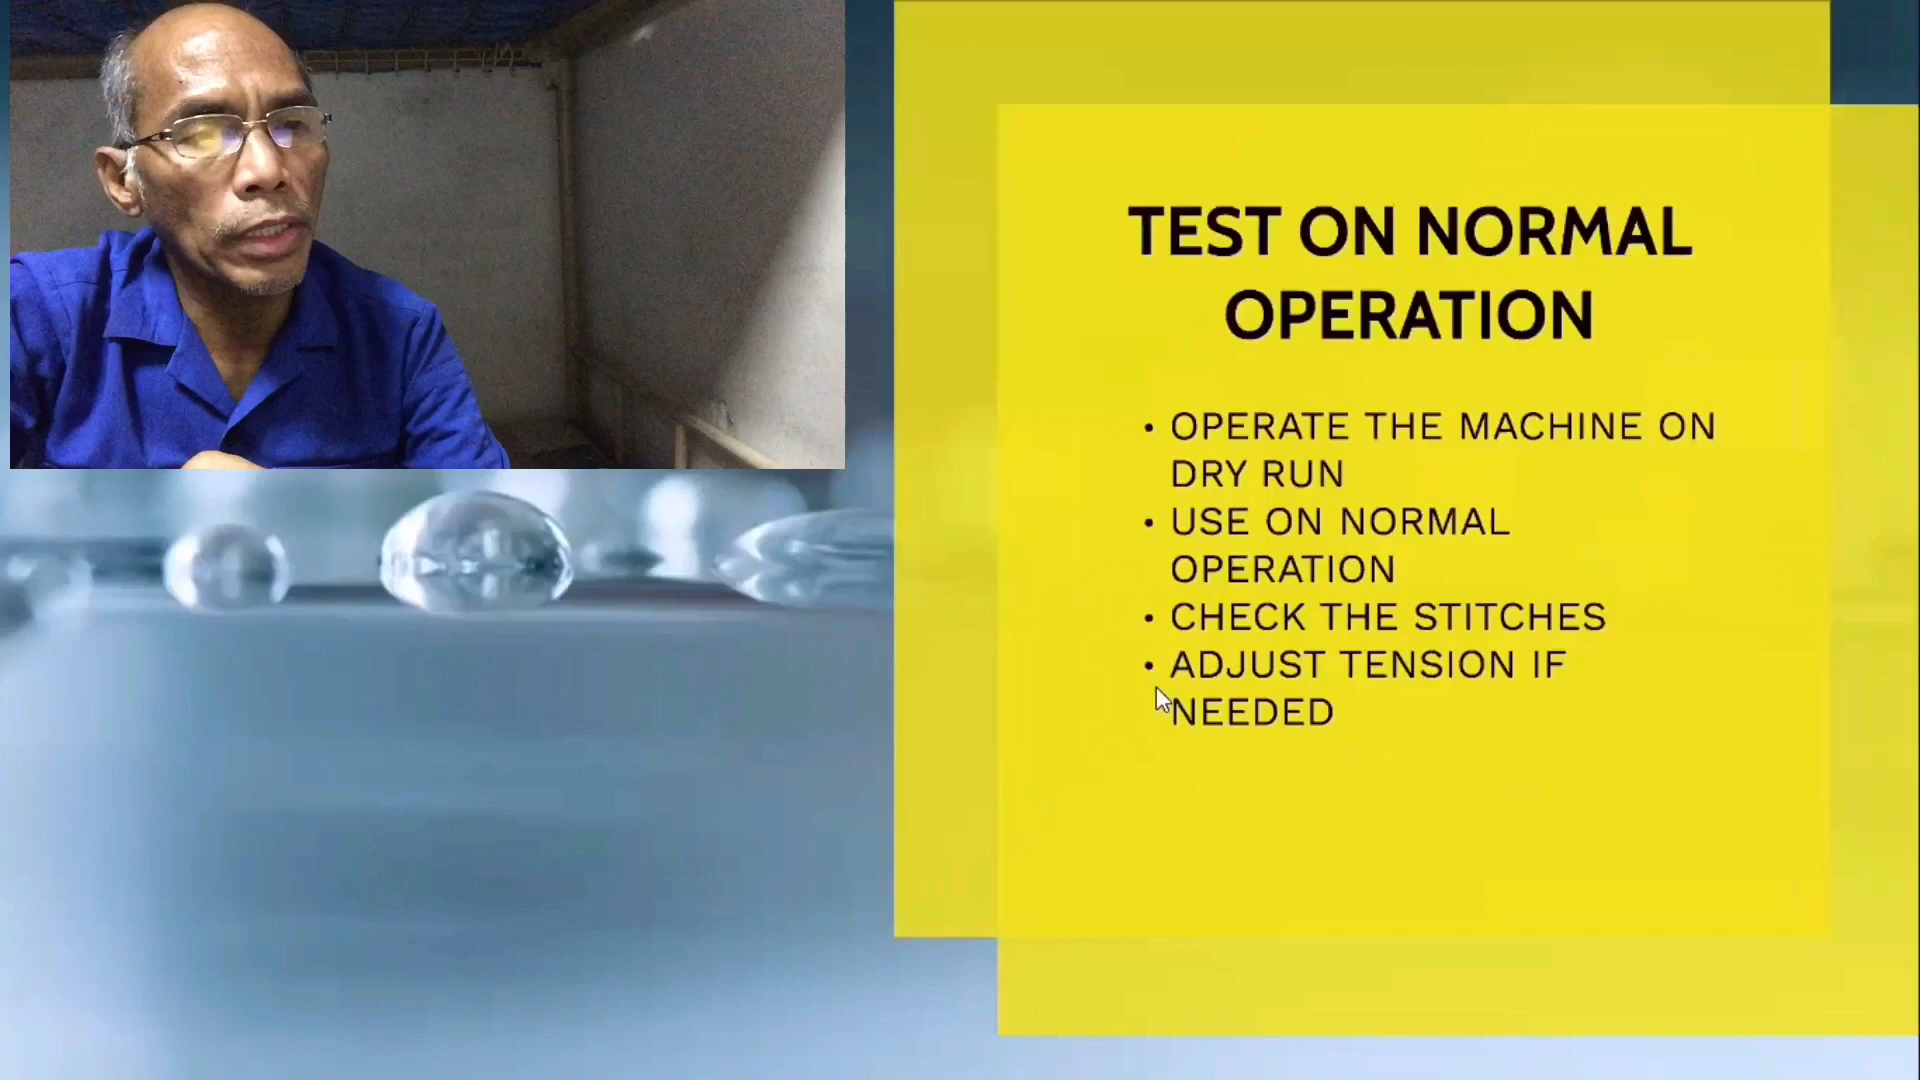 TEST ON NORMAL
OPERATION
• OPERATE THE MACHINE ON
DRY RUN
• USE ON NORMAL
OPERATION
• CHECK THE STITCHES
• ADJUST TENSION IF
NEEDED